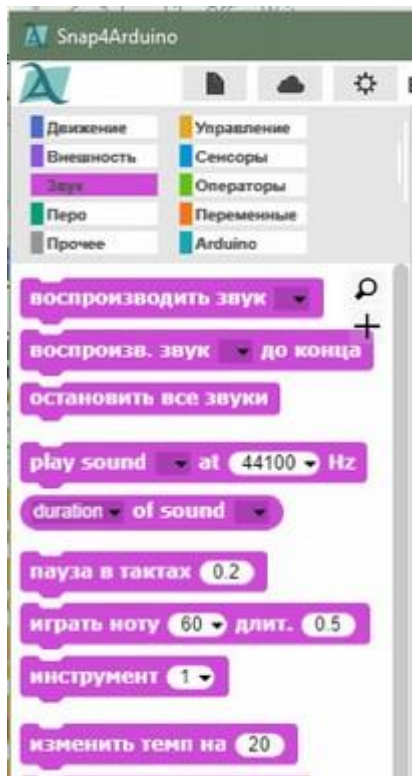 Snap4Arduino
Движение Управление
Внешность Сенсоры
Звук Операторы
Перо Переменные
Прочее Arduino
воспроизводить звук
воспроизв. звук до конца
остановить все звуки
play sound at 44100 Hz
duration of sound
пауза в тактах 0.2
играть ноту 60 длит. 0.5
инструмент 1
изменить темп на 20